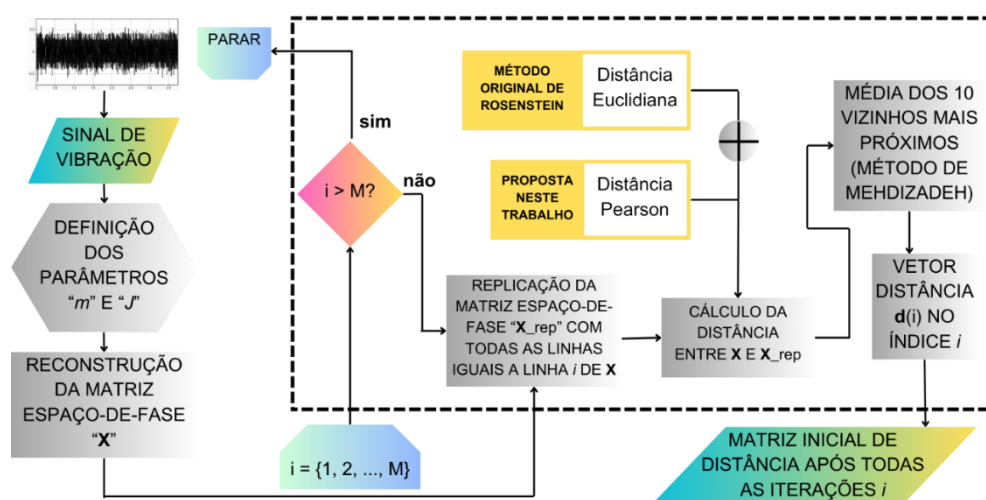 SINAL DE
VIBRAÇÃO
DEFINIÇÃO
DOS
PARÂMETROS
“m” E “J”
RECONSTRUÇÃO
DA MATRIZ
ESPAÇO-DE-FASE
“X”
PARAR
sim
i > M?
não
i = {1, 2, ..., M}
MÉTODO
ORIGINAL DE
ROSENSTEIN
Distância
Euclidiana
PROPOSTA
NESTE
TRABALHO
Distância
Pearson
REPLICAÇÃO DA
MATRIZ ESPAÇO-DE-
FASE “X_rep” COM
TODAS AS LINHAS
IGUAIS A LINHA i DE X
CÁLCULO DA
DISTÂNCIA
ENTRE X E X_rep
MÉDIA DOS 10
VIZINHOS MAIS
PRÓXIMOS
(MÉTODO DE
MEHDIZADEH)
VETOR
DISTÂNCIA
d(i) NO
ÍNDICE i
MATRIZ INICIAL DE
DISTÂNCIA APÓS TODAS
AS ITERAÇÕES i